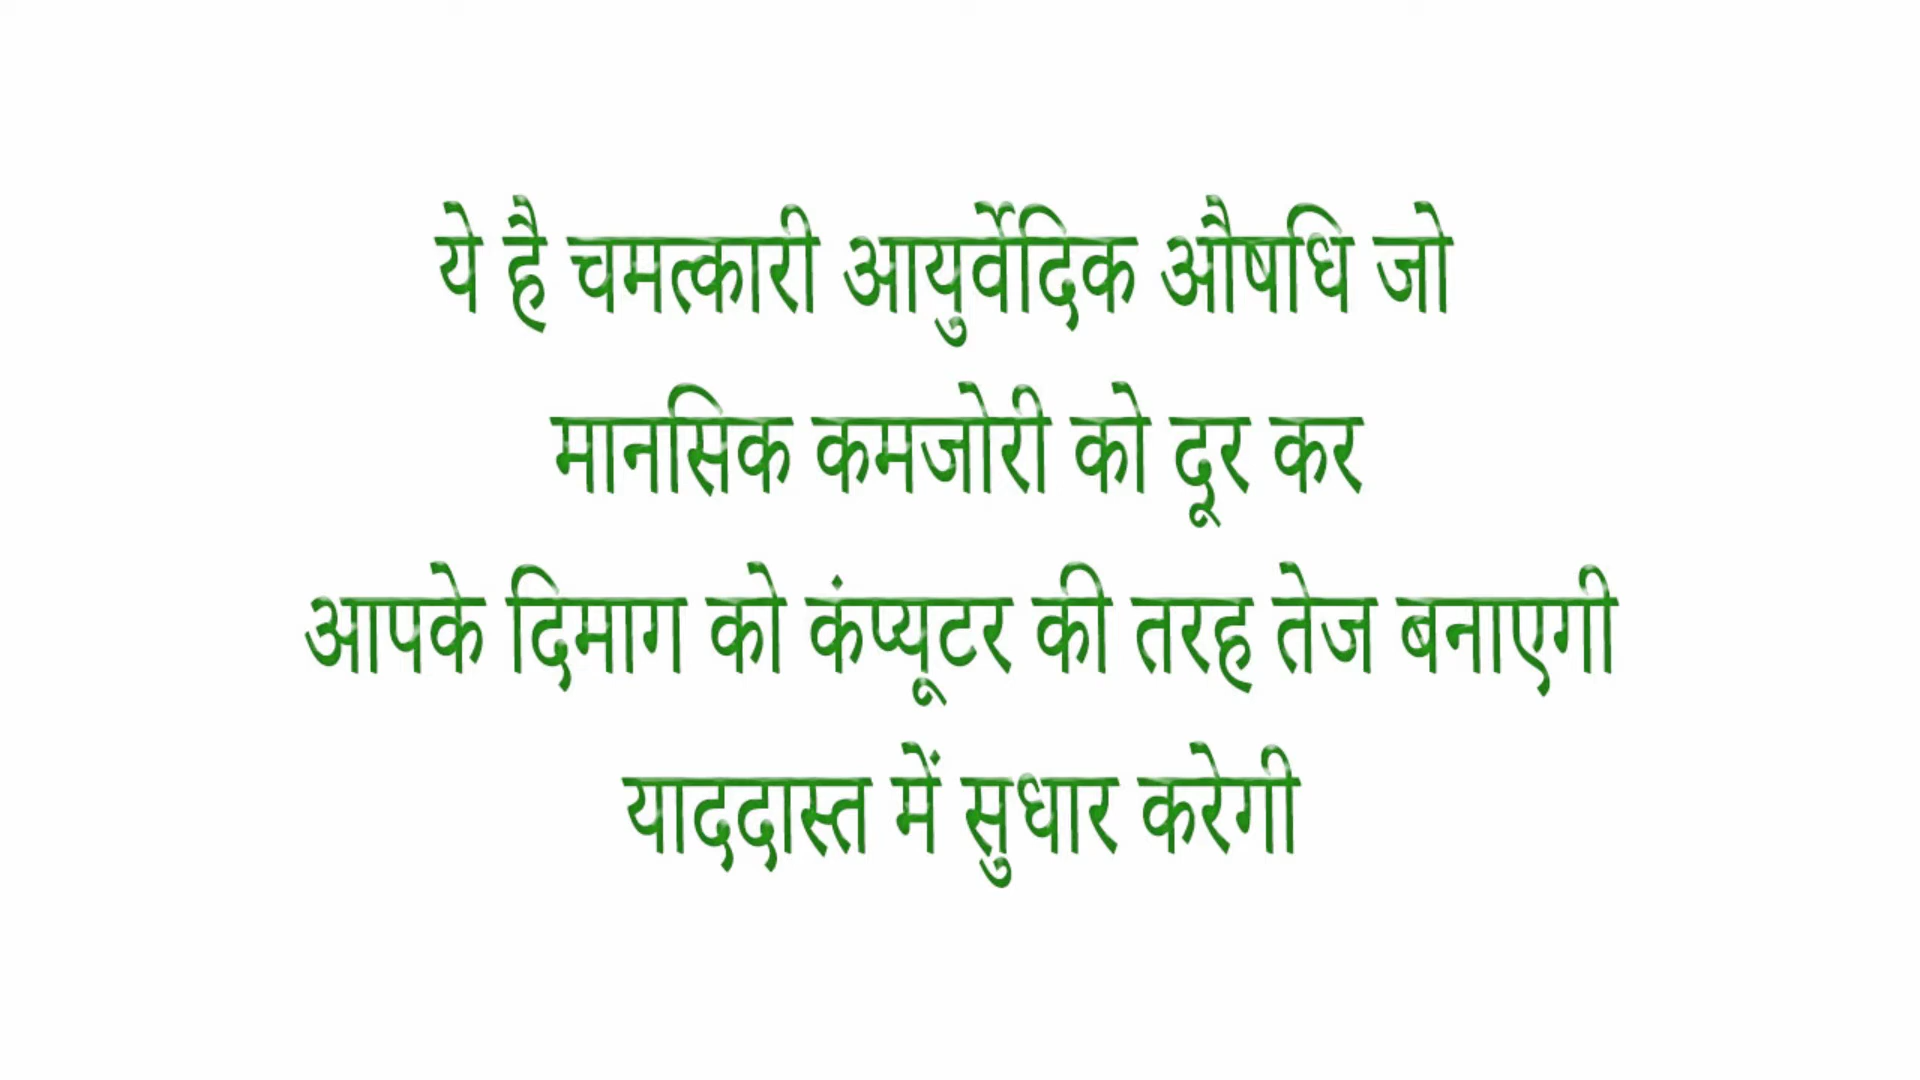 ये है चमत्कारी आयुर्वेदिक औषधि जो
मानसिक कमजोरी को दूर कर
आपके दिमाग को कंप्यूटर की तरह तेज बनाएगी
याददास्त में सुधार करेगी